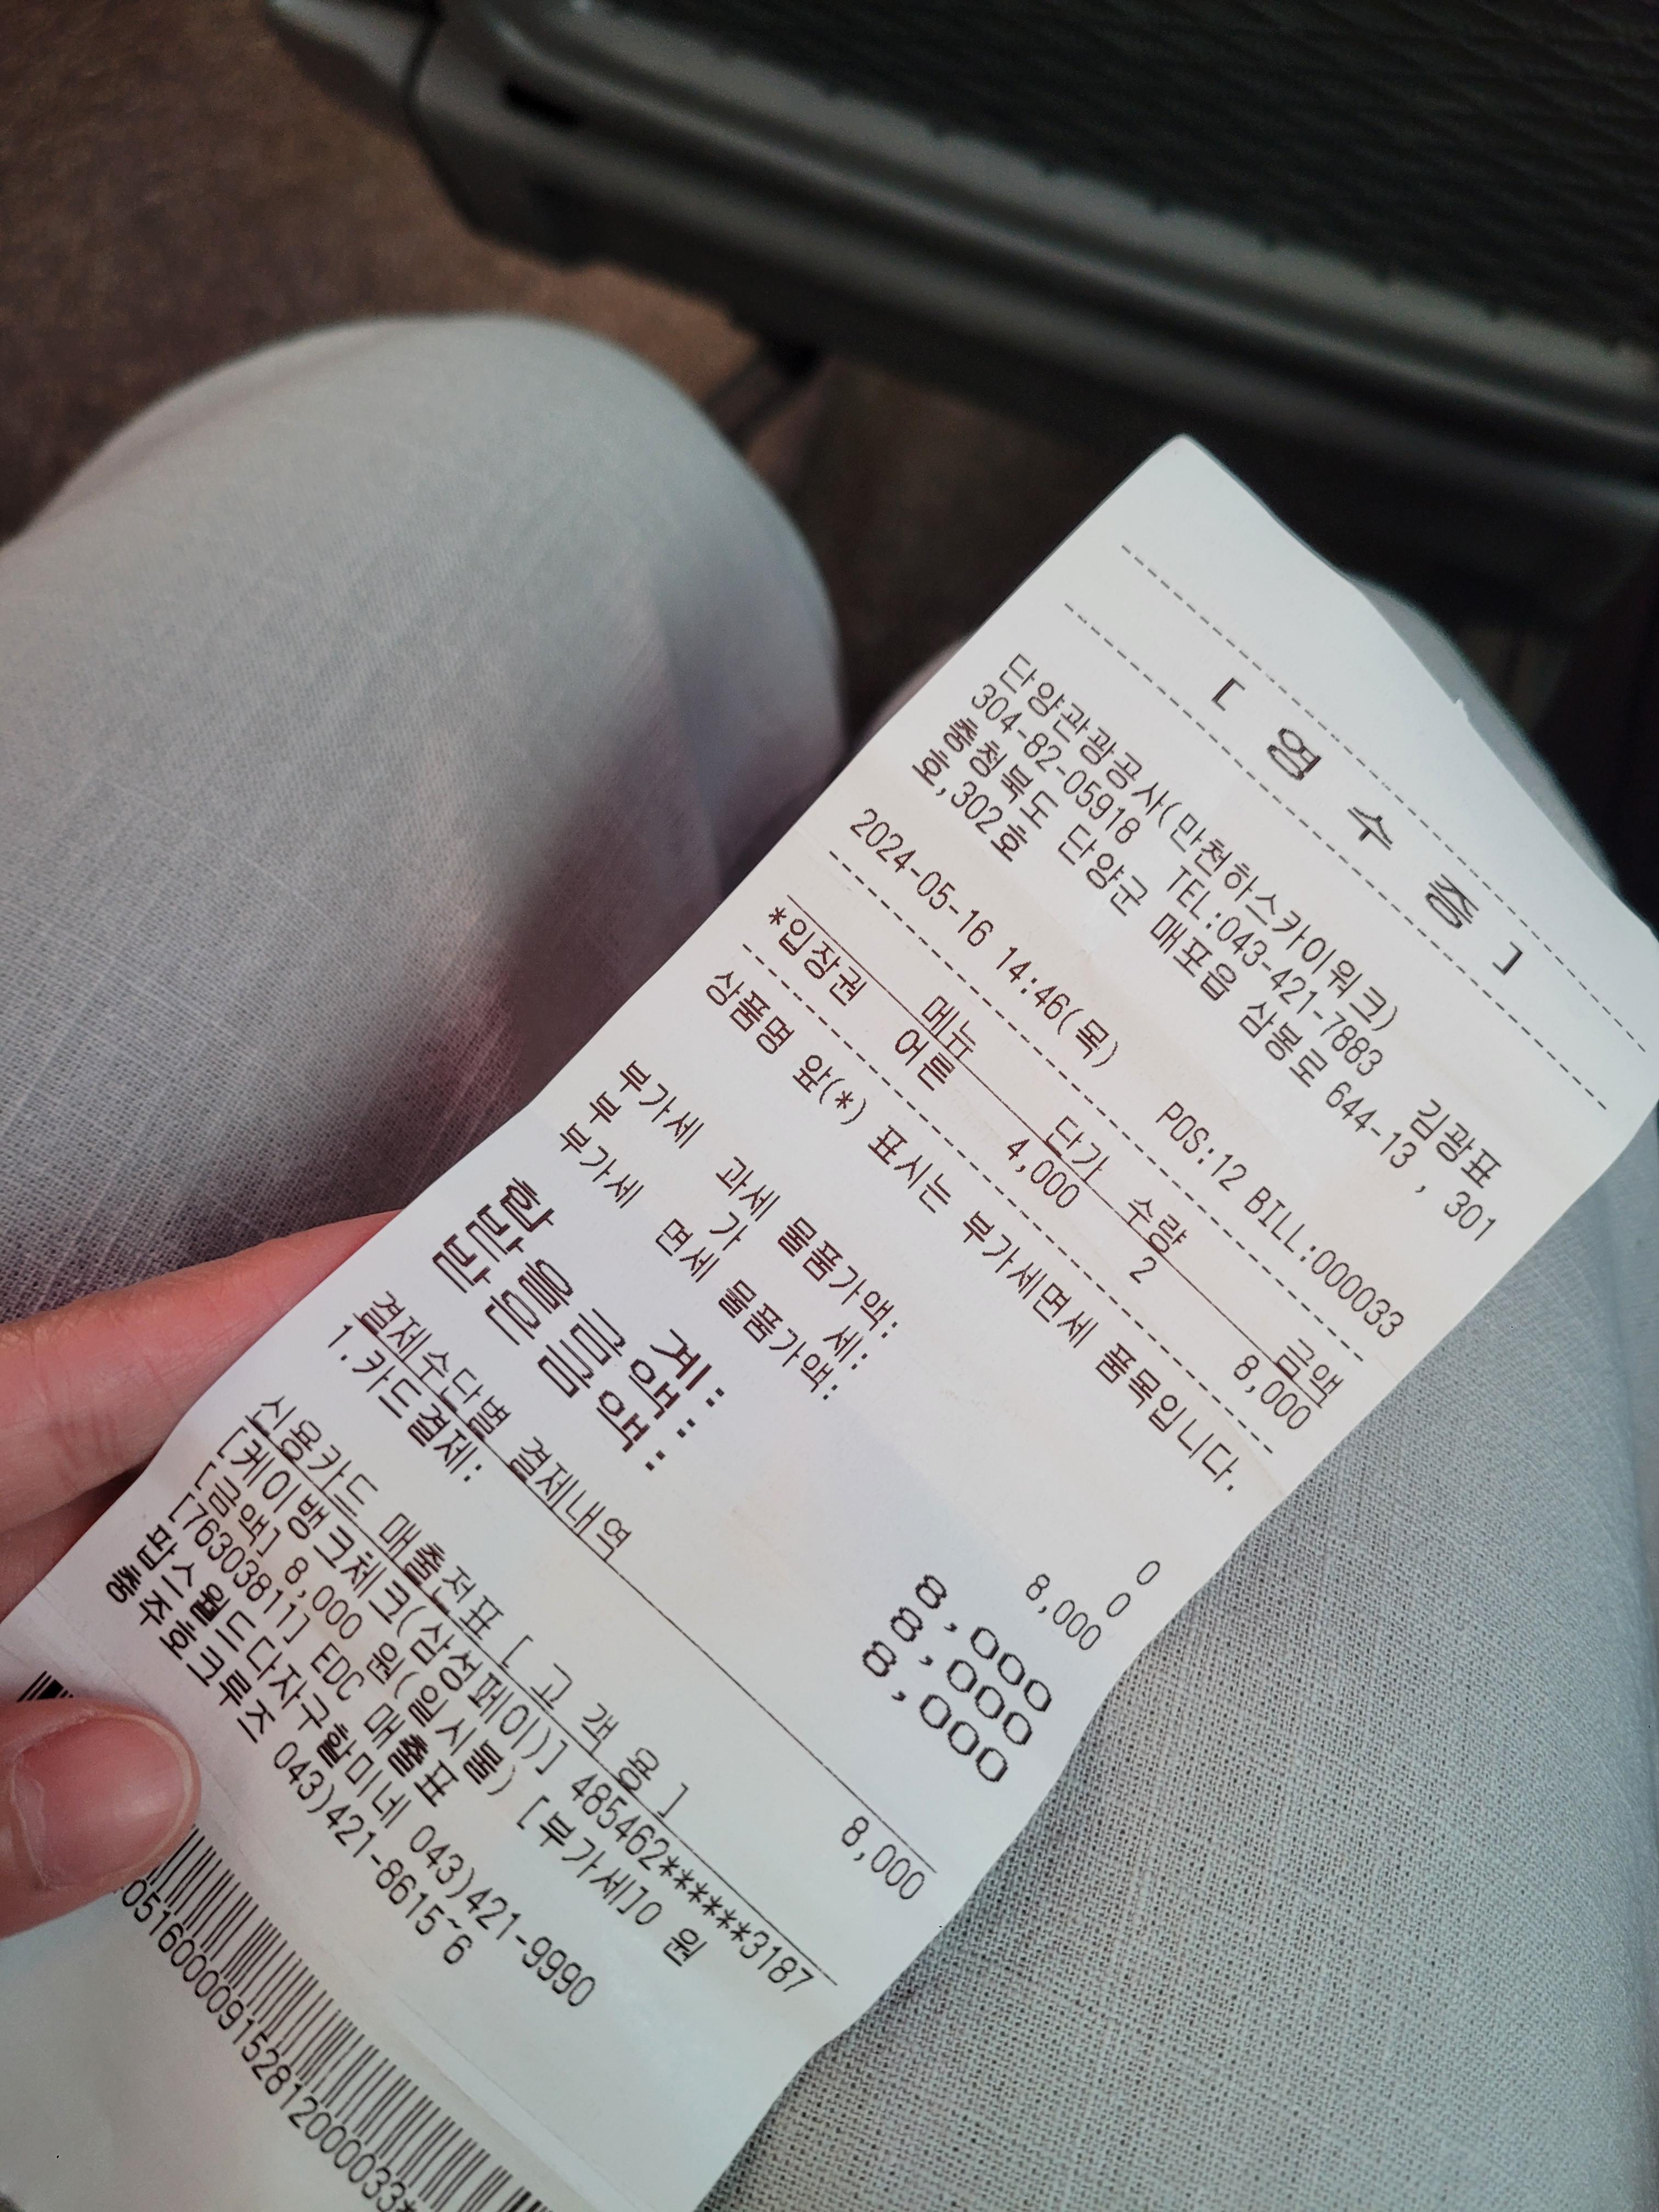 [ 영 수 증 ]
단양관광공사(만천하스카이워크)
304-82-05918 TEL:043-421-7883 김광표
충청북도 단양군 매포읍 삼봉로 644-13 , 301
호,302호
2024-05-16 14:46(목) POS:12 BILL:000033
메뉴 단가 수량 금액
*입장권 어른 4,000 2 8,000
상품명 앞(*) 표시는 부가세면세 품목입니다.
부가세 과세 물품가액: 0
부 가 세: 0
부가세 면세 물품가액: 8,000
합 계: 8,000
받을금액: 8,000
받은금액: 8,000
결제수단별 결제내역
1.카드결제: 8,000
신용카드 매출전표 [ 고 객 용 ]
[케이뱅크체크(삼성페이)] 485462******3187
[금액] 8,000 원(일시불) [부가세]0 원
[76303811] EDC 매출표
팝스월드다자구할미네 043)421-9990
충주호크루즈 043)421-8615~6
051600009152812000033*